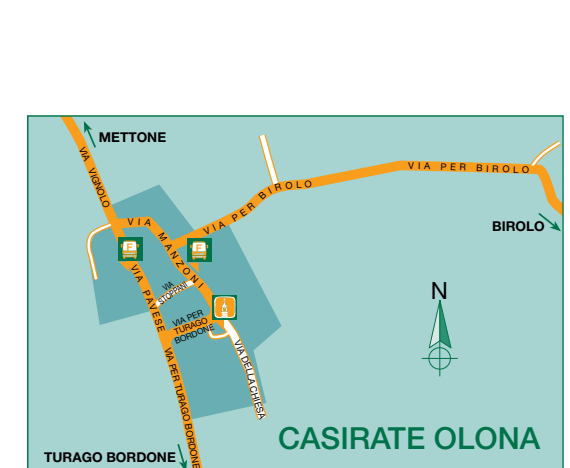 METTONE
VIA VIGNOLO
VIA PER BIROLO
VIA PER BIROLO
BIROLO
VIA MANZONI
F
F
VIA
STOPPANI
VIA PAVESE
VIA PER
TURAGO
BORDONE
VIA DELLA CHIESA
VIA PER TURAGO BORDONE
N
CASIRATE OLONA
TURAGO BORDONE